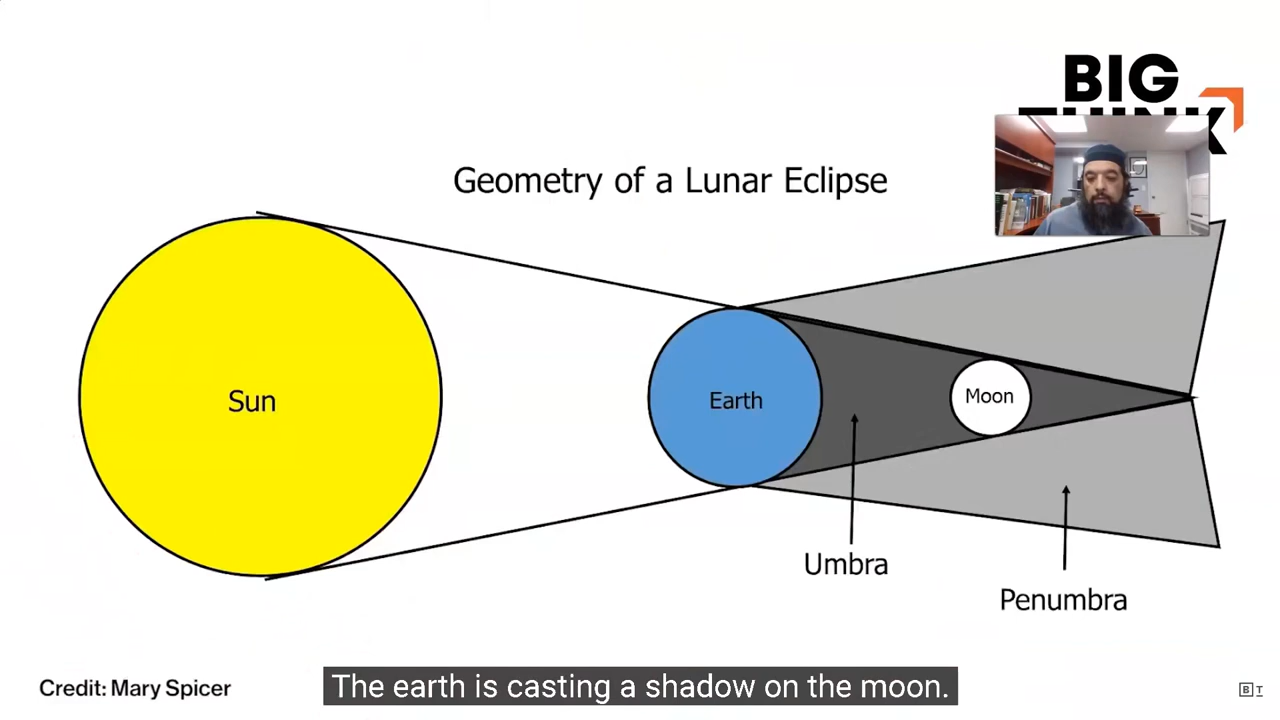 BIG
THINK
Geometry of a Lunar Eclipse
Sun
Earth
Moon
Umbra
Penumbra
Credit: Mary Spicer
The earth is casting a shadow on the moon.
B T